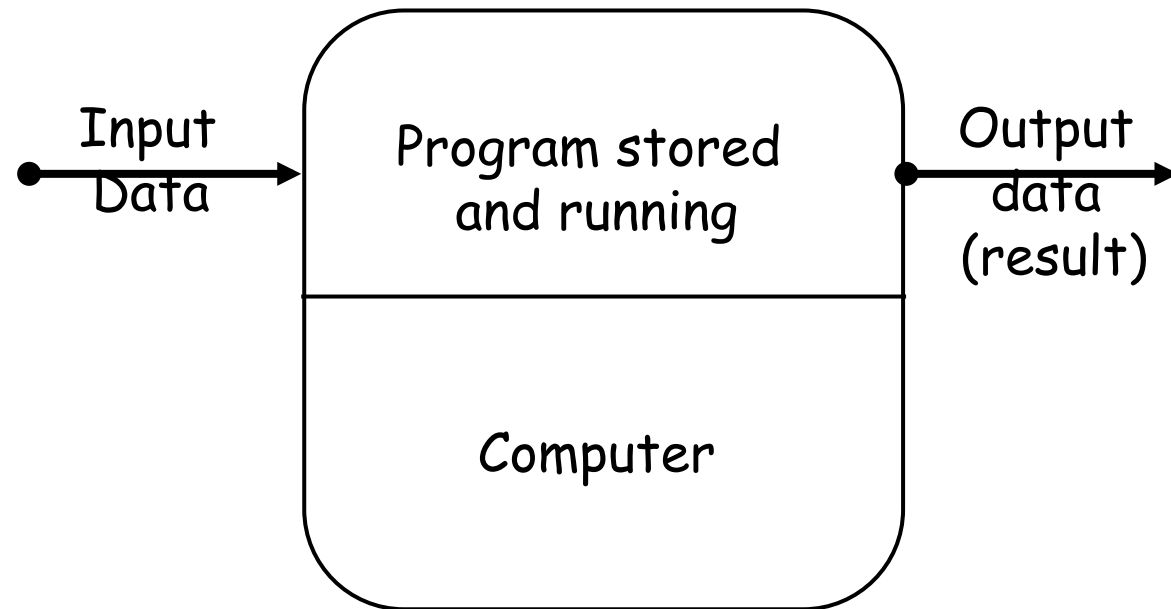 Input
Data
Program stored
and running
Output
data
(result)
Computer